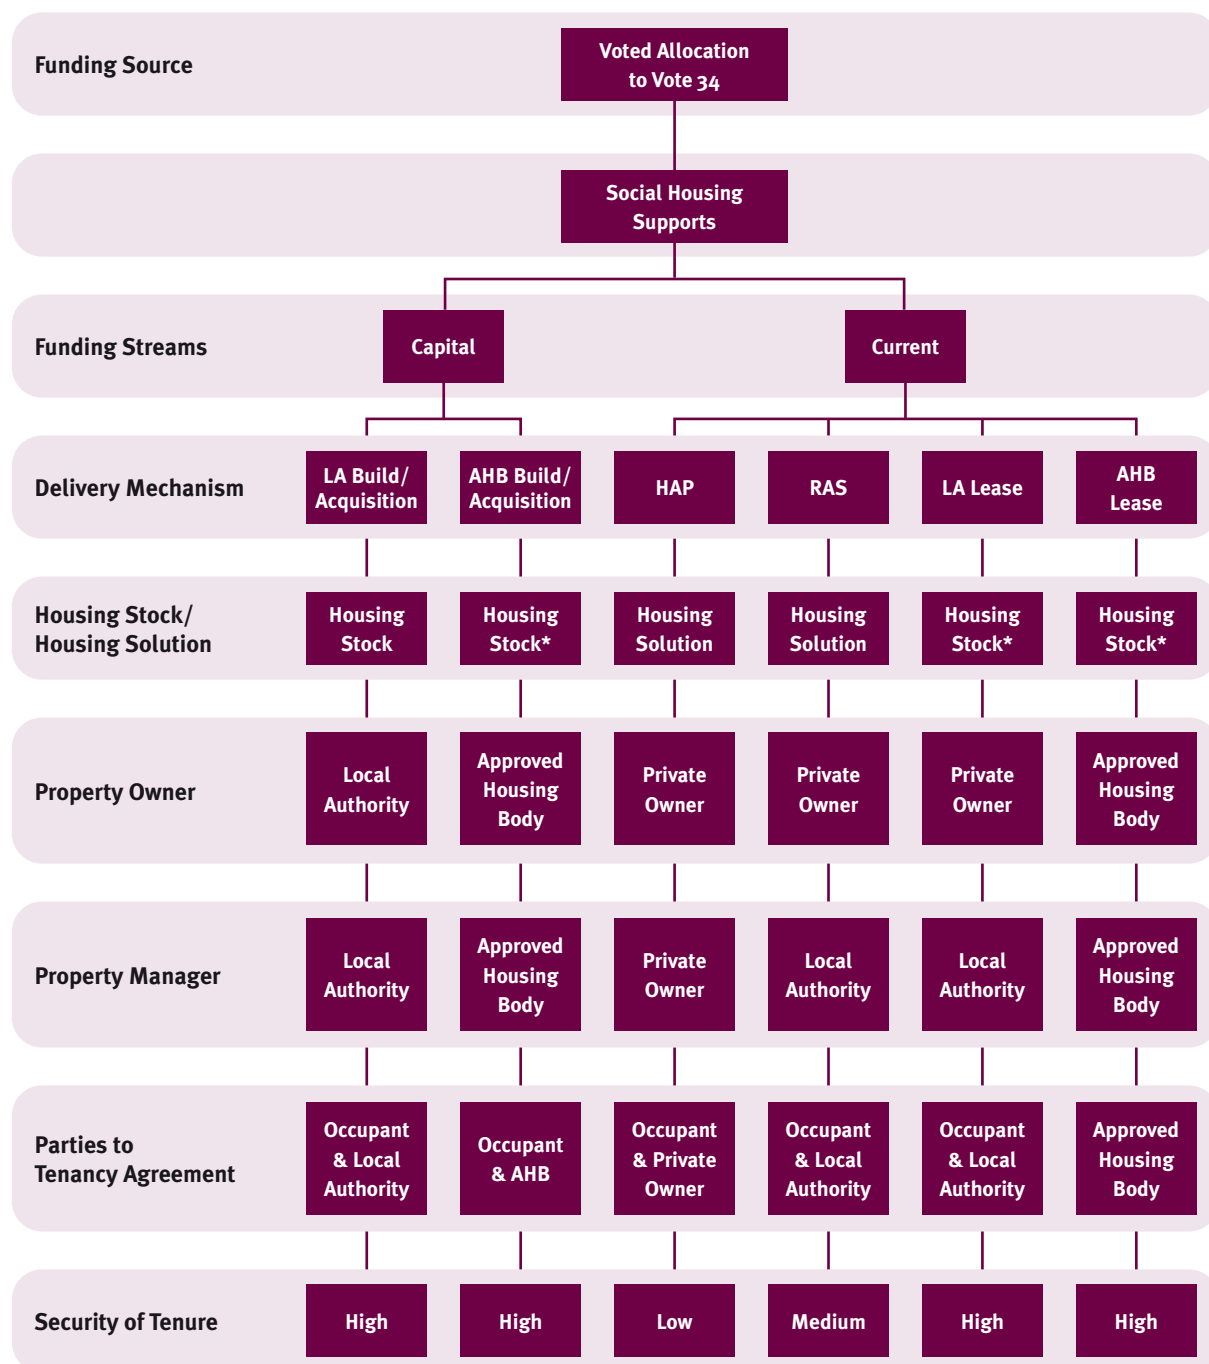 Funding Source
Voted Allocation
to Vote 34
Social Housing
Supports
Funding Streams
Capital
Current
Delivery Mechanism
LA Build/
Acquisition
AHB Build/
Acquisition
HAP
RAS
LA Lease
AHB
Lease
Housing Stock/
Housing Solution
Housing
Stock
Housing
Stock*
Housing
Solution
Housing
Solution
Housing
Stock*
Housing
Stock*
Property Owner
Local
Authority
Approved
Housing
Body
Private
Owner
Private
Owner
Private
Owner
Approved
Housing
Body
Property Manager
Local
Authority
Approved
Housing
Body
Private
Owner
Local
Authority
Local
Authority
Approved
Housing
Body
Parties to
Tenancy Agreement
Occupant
& Local
Authority
Occupant
& AHB
Occupant
& Private
Owner
Occupant
& Local
Authority
Occupant
& Local
Authority
Approved
Housing
Body
Security of Tenure
High
High
Low
Medium
High
High